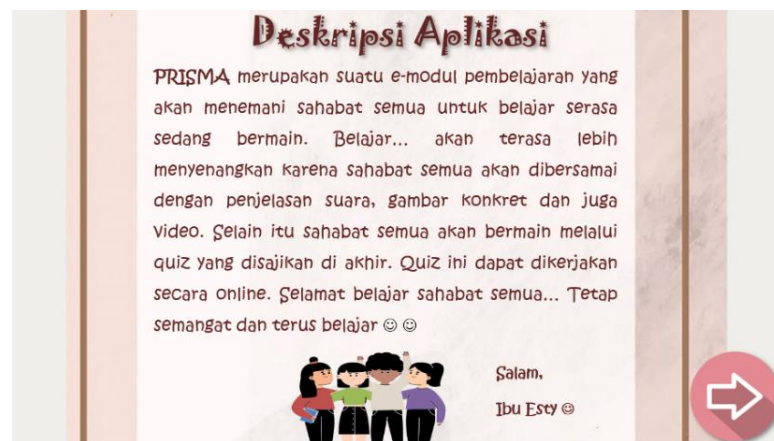 Deskripsi Aplikasi
PRISMA merupakan suatu e-modul pembelajaran yang
akan menemani sahabat semua untuk belajar serasa
sedang bermain. Belajar... akan terasa lebih
menyenangkan karena sahabat semua akan dibersamai
dengan penjelasan suara, gambar konkret dan juga
video. Selain itu sahabat semua akan bermain melalui
quiz yang disajikan di akhir. Quiz ini dapat dikerjakan
secara online. Selamat belajar sahabat semua... Tetap
semangat dan terus belajar ☺ ☺
Salam,
Ibu Esty ☺